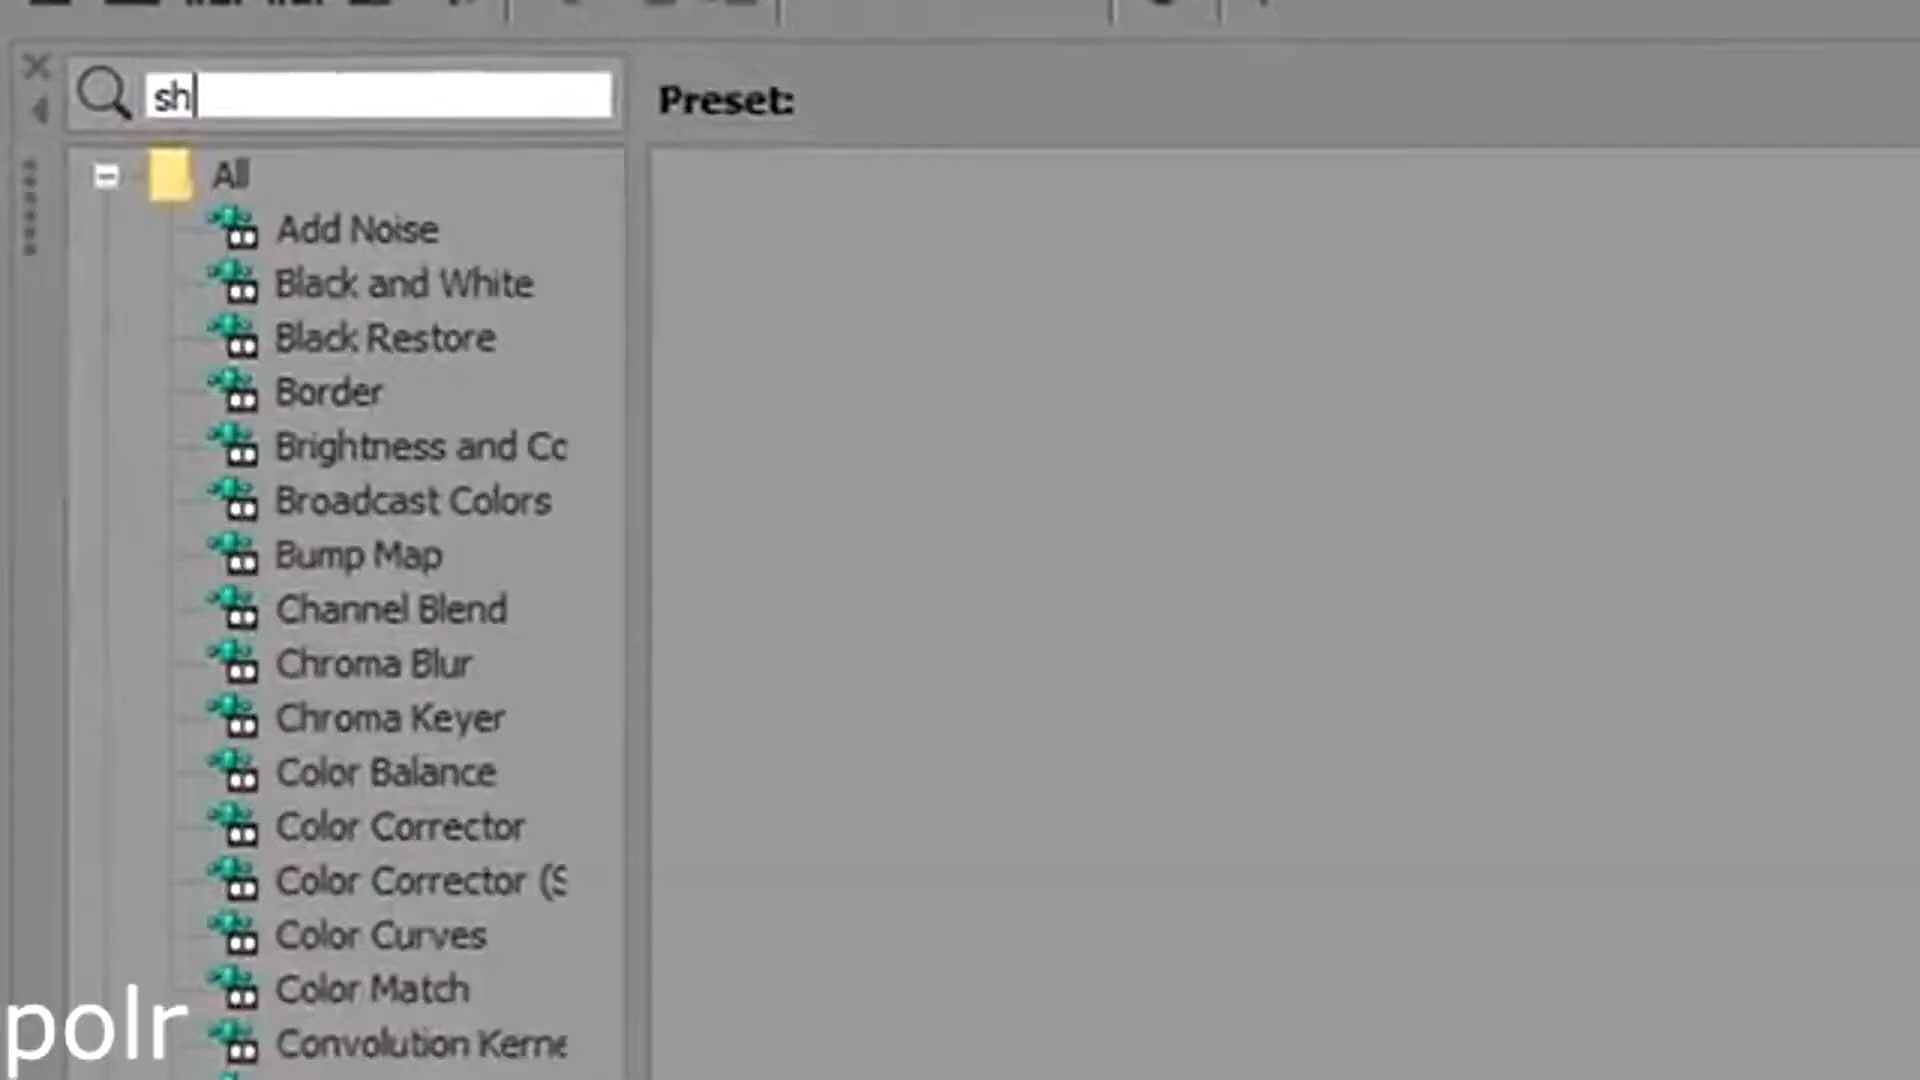 sh
Preset:
All
Add Noise
Black and White
Black Restore
Border
Brightness and Co
Broadcast Colors
Bump Map
Channel Blend
Chroma Blur
Chroma Keyer
Color Balance
Color Corrector
Color Corrector (S
Color Curves
Color Match
Convolution Kerne
polr